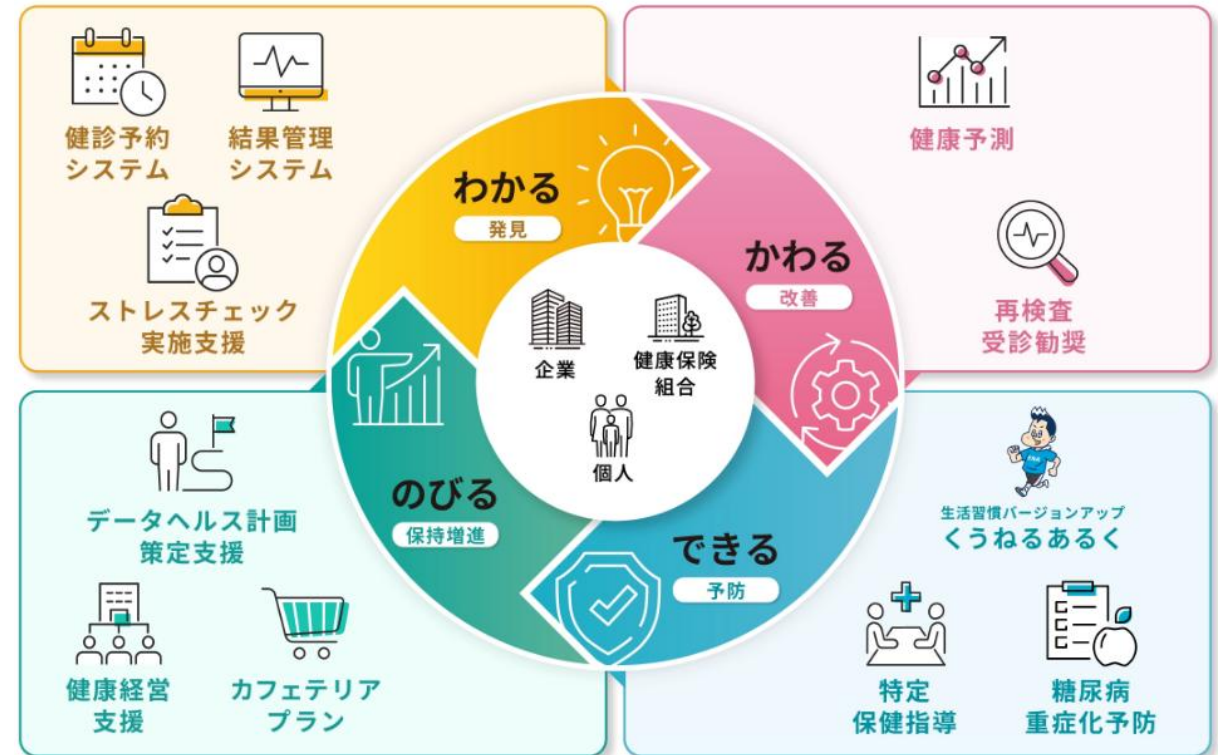 健診予約
システム
結果管理
システム
ストレスチェック
実施支援
健康予測
再検査
受診勧奨
わかる
発見
かわる
改善
企業
健康保険
組合
個人
のびる
保持増進
できる
予防
データヘルス計画
策定支援
健康経営
支援
カフェテリア
プラン
生活習慣バージョンアップ
くうねるあるく
特定
保健指導
糖尿病
重症化予防